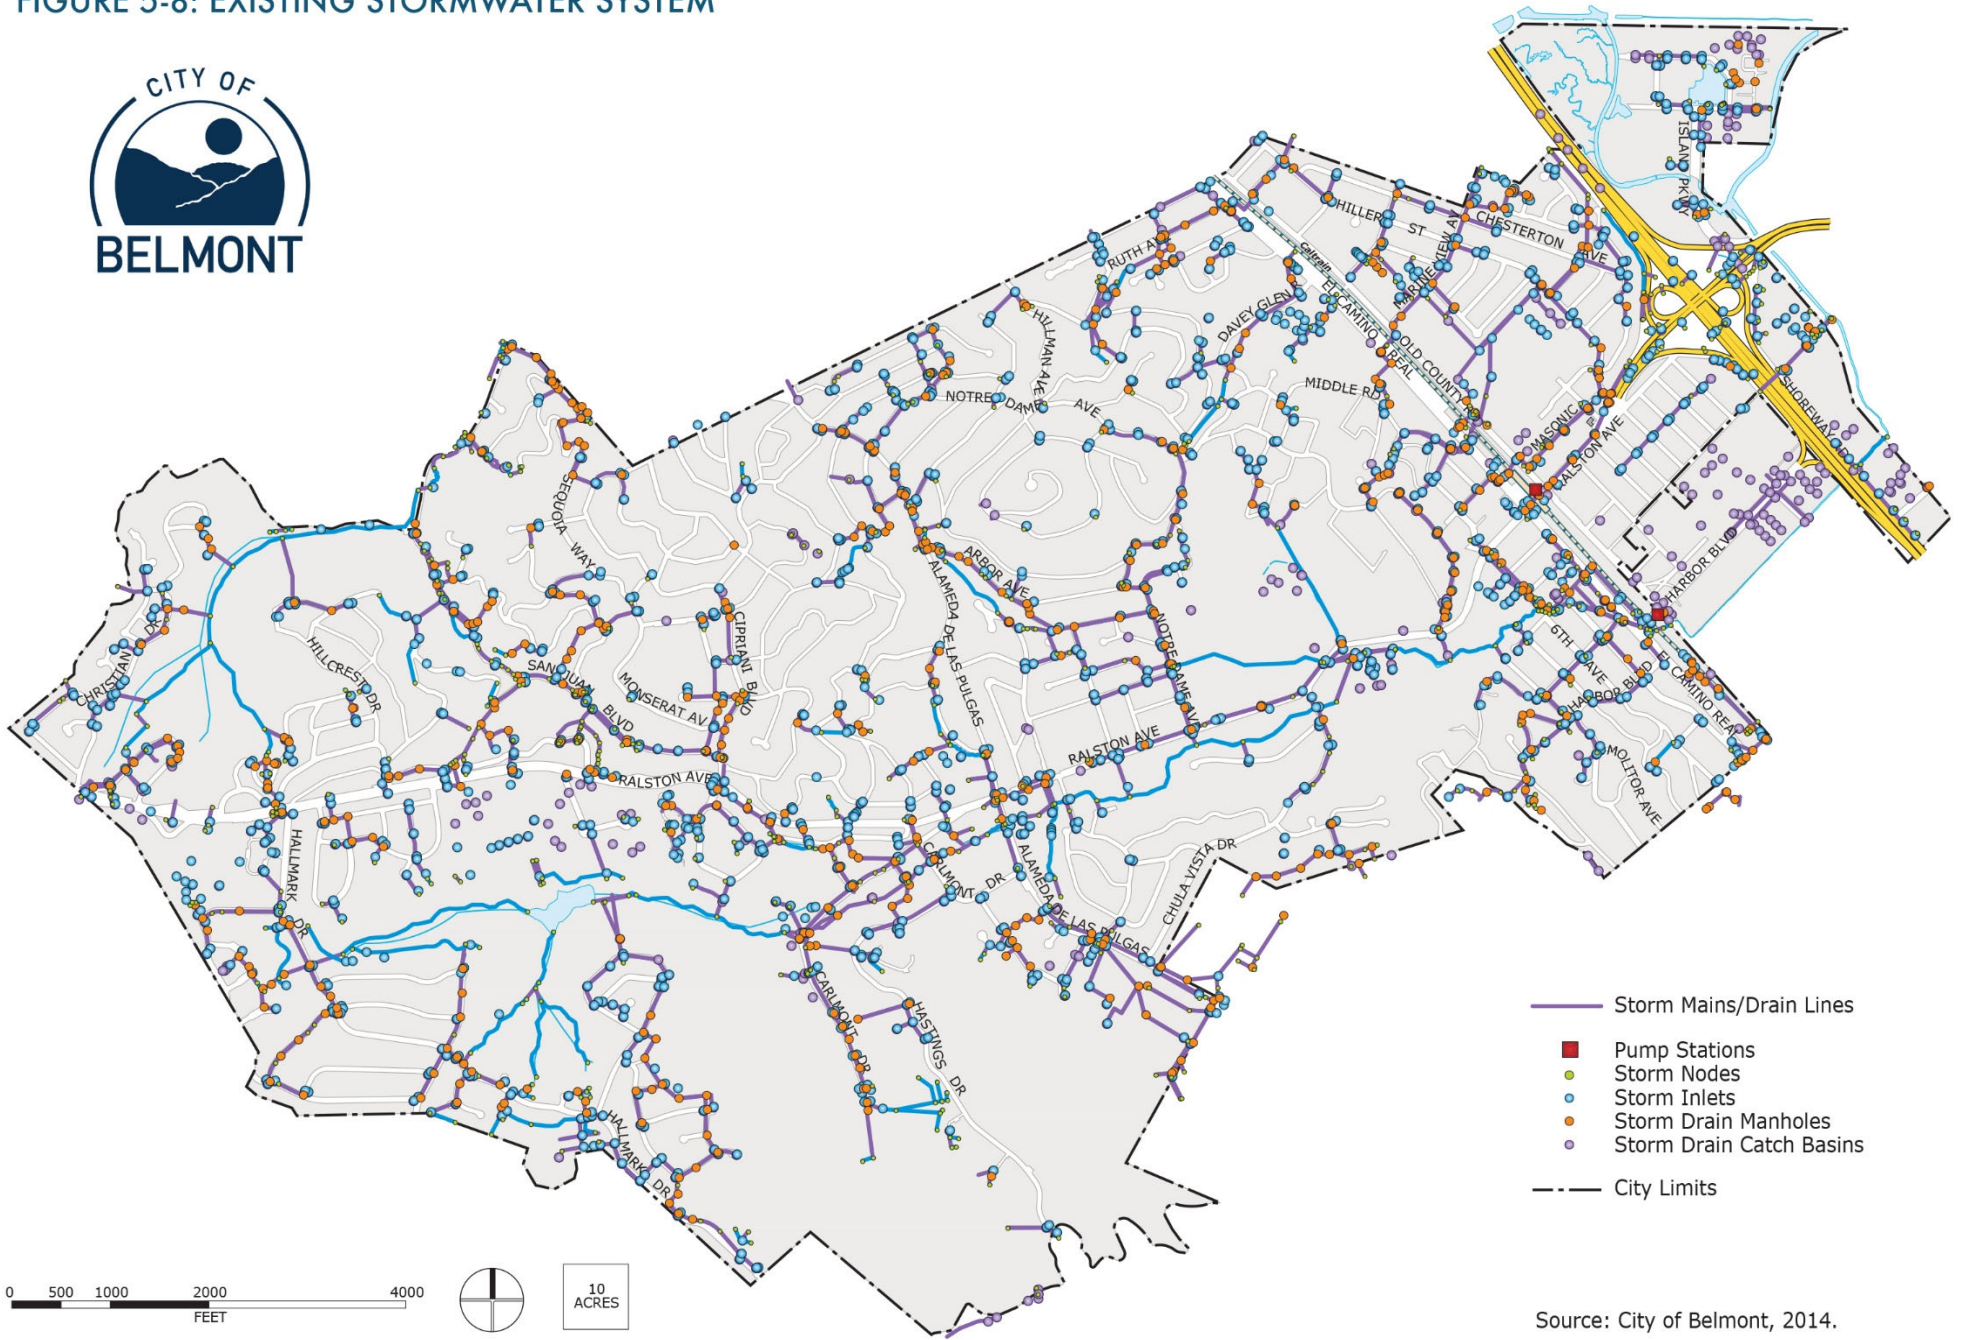 FIGURE 5-8: EXISTING STORMWATER SYSTEM
CITY OF
BELMONT
ISLAND PKWY
HILLER ST
CHESTERTON AVE
MARINE VIEW AV
RUTH AVE
Caltrain
EL CAMINO REAL
OLD COUNTY RD
DAVEY GLEN R
HILLMAN AVE
MIDDLE RD
NOTRE DAME AVE
SHOREWAY RD
MASONIC
RALSTON AVE
SEQUOIA WAY
HARBOR BLVD
ARBOR AVE
ALAMEDA DE LAS PULGAS
CIPRIANI BLVD
NOTRE DAME AVE
CHRISTIAN DR
HILLCREST DR
SAN JUAN BLVD
MONSERAT AV
6TH AVE
HARBOR BLVD
EL CAMINO REAL
MOLITOR AVE
RALSTON AVE
RALSTON AVE
HALLMARK DR
CARLMONT DR
ALAMEDA DE LAS PULGAS
CHULA VISTA DR
CARLMONT DR
HASTINGS DR
HALLMARK DR
Storm Mains/Drain Lines
Pump Stations
Storm Nodes
Storm Inlets
Storm Drain Manholes
Storm Drain Catch Basins
City Limits
0 500 1000 2000 4000
FEET
10
ACRES
Source: City of Belmont, 2014.